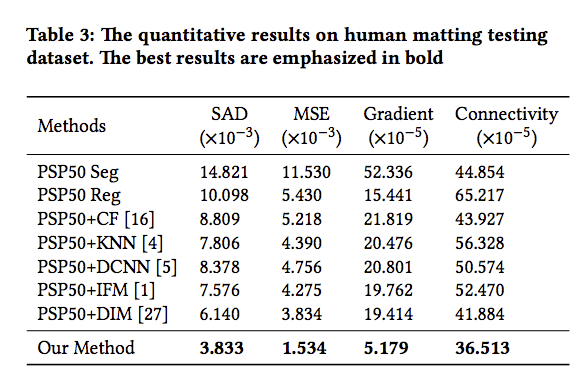 Table 3: The quantitative results on human matting testing
dataset. The best results are emphasized in bold
Methods SAD (×10⁻³) MSE (×10⁻³) Gradient (×10⁻⁵) Connectivity (×10⁻⁵)
PSP50 Seg 14.821 11.530 52.336 44.854
PSP50 Reg 10.098 5.430 15.441 65.217
PSP50+CF [16] 8.809 5.218 21.819 43.927
PSP50+KNN [4] 7.806 4.390 20.476 56.328
PSP50+DCNN [5] 8.378 4.756 20.801 50.574
PSP50+IFM [1] 7.576 4.275 19.762 52.470
PSP50+DIM [27] 6.140 3.834 19.414 41.884
Our Method 3.833 1.534 5.179 36.513